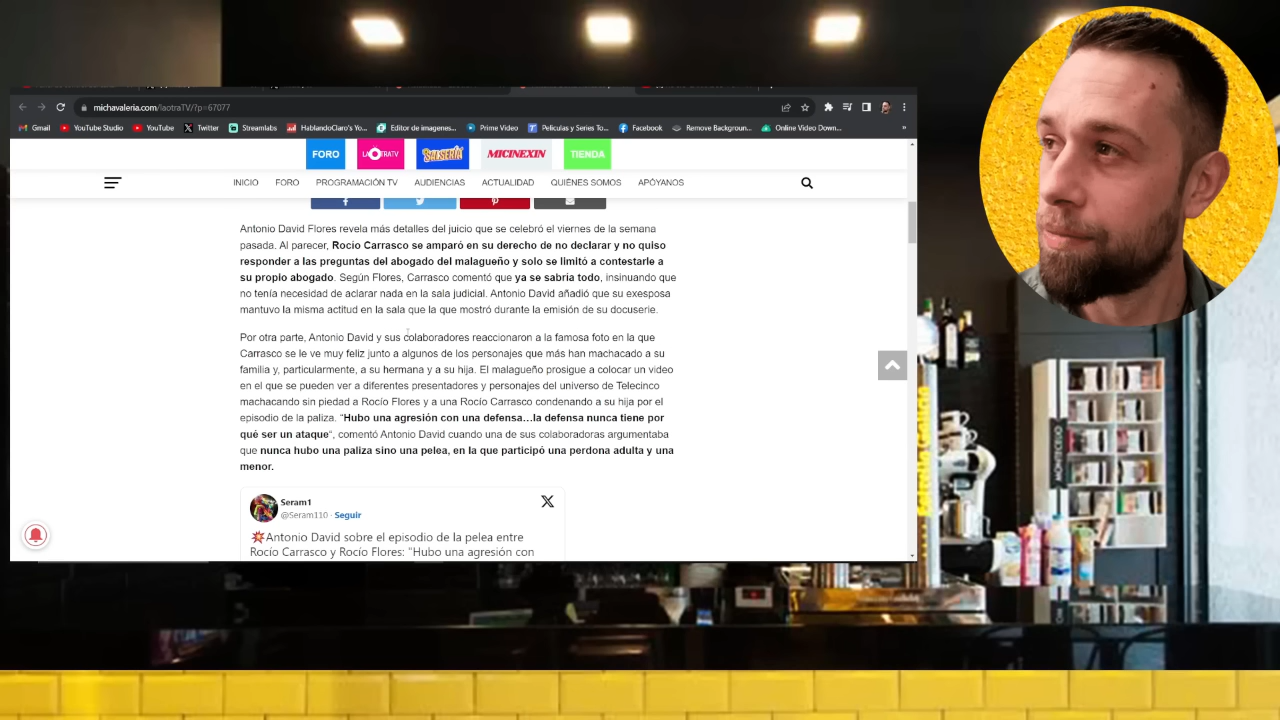 michavaleria.com/laotraTV/?p=67077
Gmail YouTube Studio YouTube Twitter Streamlabs HablandoClaro's Yo... Editor de imagenes... Prime Video Peliculas y Series To... Facebook Remove Backgroun... Online Video Down...
FORO LAOTRATV SALSERÍA MICINEXIN TIENDA
INICIO FORO PROGRAMACIÓN TV AUDIENCIAS ACTUALIDAD QUIÉNES SOMOS APÓYANOS
Antonio David Flores revela más detalles del juicio que se celebró el viernes de la semana
pasada. Al parecer, Rocío Carrasco se amparó en su derecho de no declarar y no quiso
responder a las preguntas del abogado del malagueño y solo se limitó a contestarle a
su propio abogado. Según Flores, Carrasco comentó que ya se sabría todo, insinuando que
no tenía necesidad de aclarar nada en la sala judicial. Antonio David añadió que su exesposa
mantuvo la misma actitud en la sala que la que mostró durante la emisión de su docuserie.
Por otra parte, Antonio David y sus colaboradores reaccionaron a la famosa foto en la que
Carrasco se le ve muy feliz junto a algunos de los personajes que más han machacado a su
familia y, particularmente, a su hermana y a su hija. El malagueño prosigue a colocar un video
en el que se pueden ver a diferentes presentadores y personajes del universo de Telecinco
machacando sin piedad a Rocío Flores y a una Rocío Carrasco condenando a su hija por el
episodio de la paliza. “Hubo una agresión con una defensa…la defensa nunca tiene por
qué ser un ataque“, comentó Antonio David cuando una de sus colaboradoras argumentaba
que nunca hubo una paliza sino una pelea, en la que participó una perdona adulta y una
menor.
Seram1
@Seram110 · Seguir
💥Antonio David sobre el episodio de la pelea entre
Rocío Carrasco y Rocío Flores: "Hubo una agresión con
MONTECELIO